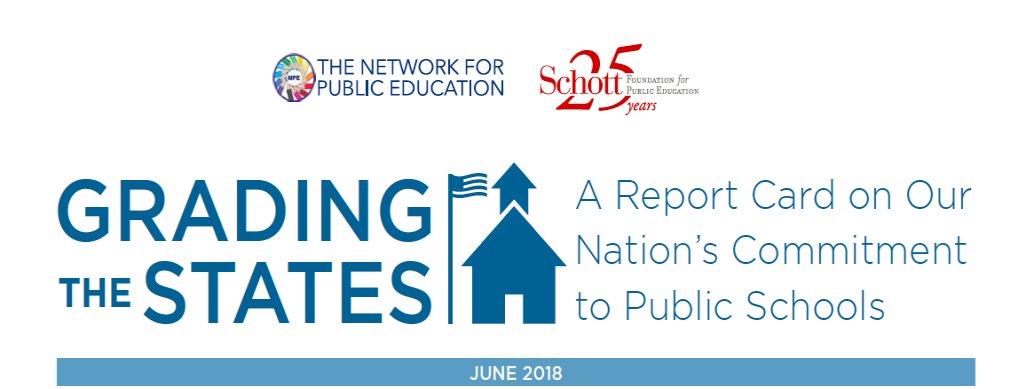 NPE
THE NETWORK FOR
PUBLIC EDUCATION
Schott
25
FOUNDATION for
PUBLIC EDUCATION
years
GRADING
THE STATES
A Report Card on Our
Nation's Commitment
to Public Schools
JUNE 2018